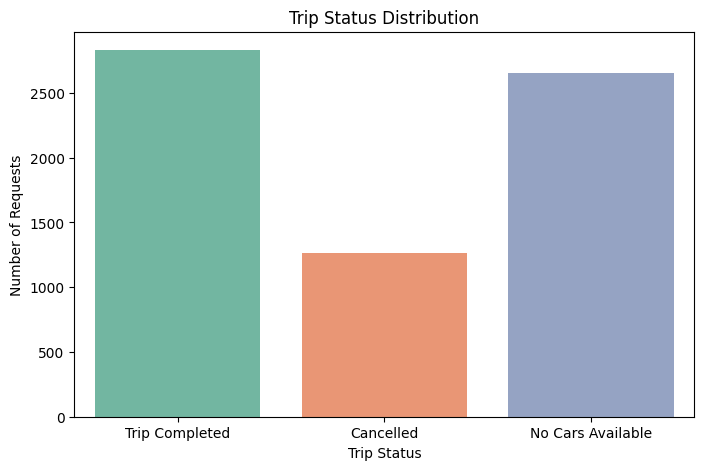 Trip Status Distribution
Number of Requests
2500
2000
1500
1000
500
0
Trip Completed
Cancelled
No Cars Available
Trip Status